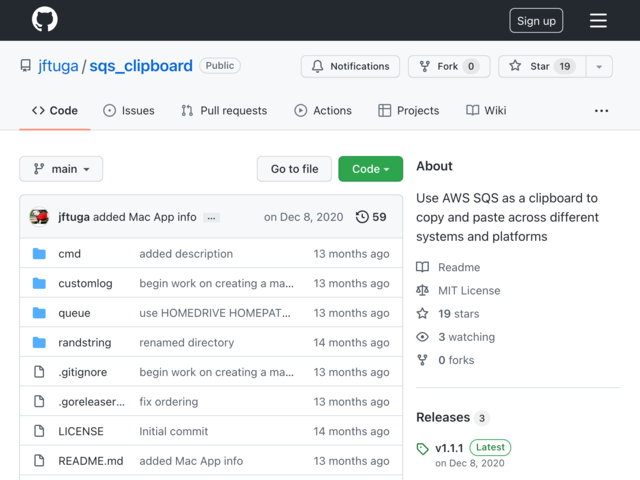 Sign up
jftuga / sqs_clipboard Public
Notifications Fork 0 Star 19
Code Issues Pull requests Actions Projects Wiki ...
main Go to file Code
jftuga added Mac App info ... on Dec 8, 2020 59
cmd added description 13 months ago
customlog begin work on creating a ma... 13 months ago
queue use HOMEDRIVE HOMEPAT... 13 months ago
randstring renamed directory 14 months ago
.gitignore begin work on creating a ma... 13 months ago
.goreleaser... fix ordering 13 months ago
LICENSE Initial commit 14 months ago
README.md added Mac App info 13 months ago
About
Use AWS SQS as a clipboard to
copy and paste across different
systems and platforms
Readme
MIT License
19 stars
3 watching
0 forks
Releases 3
v1.1.1 Latest
on Dec 8, 2020